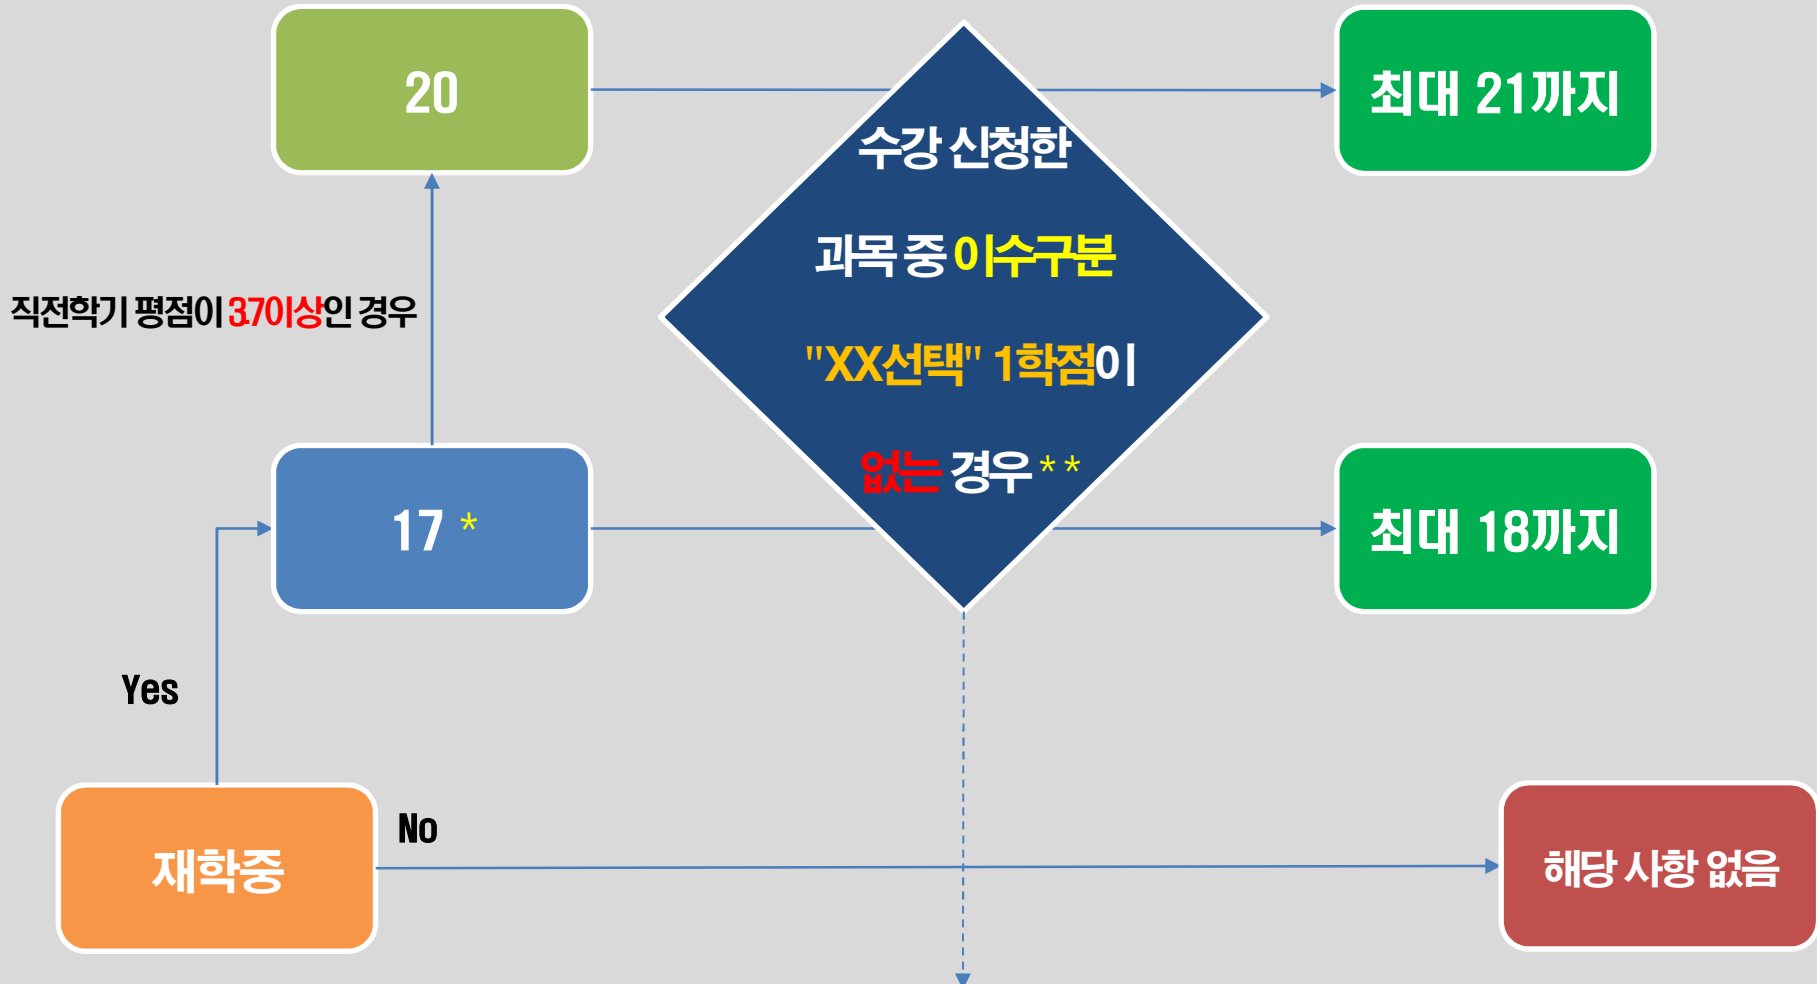 20
최대 21까지
수강 신청한
과목 중 이수구분
"XX선택" 1학점이
없는 경우 **
직전학기 평점이 3.7이상인 경우
17 *
최대 18까지
Yes
No
재학중
해당 사항 없음